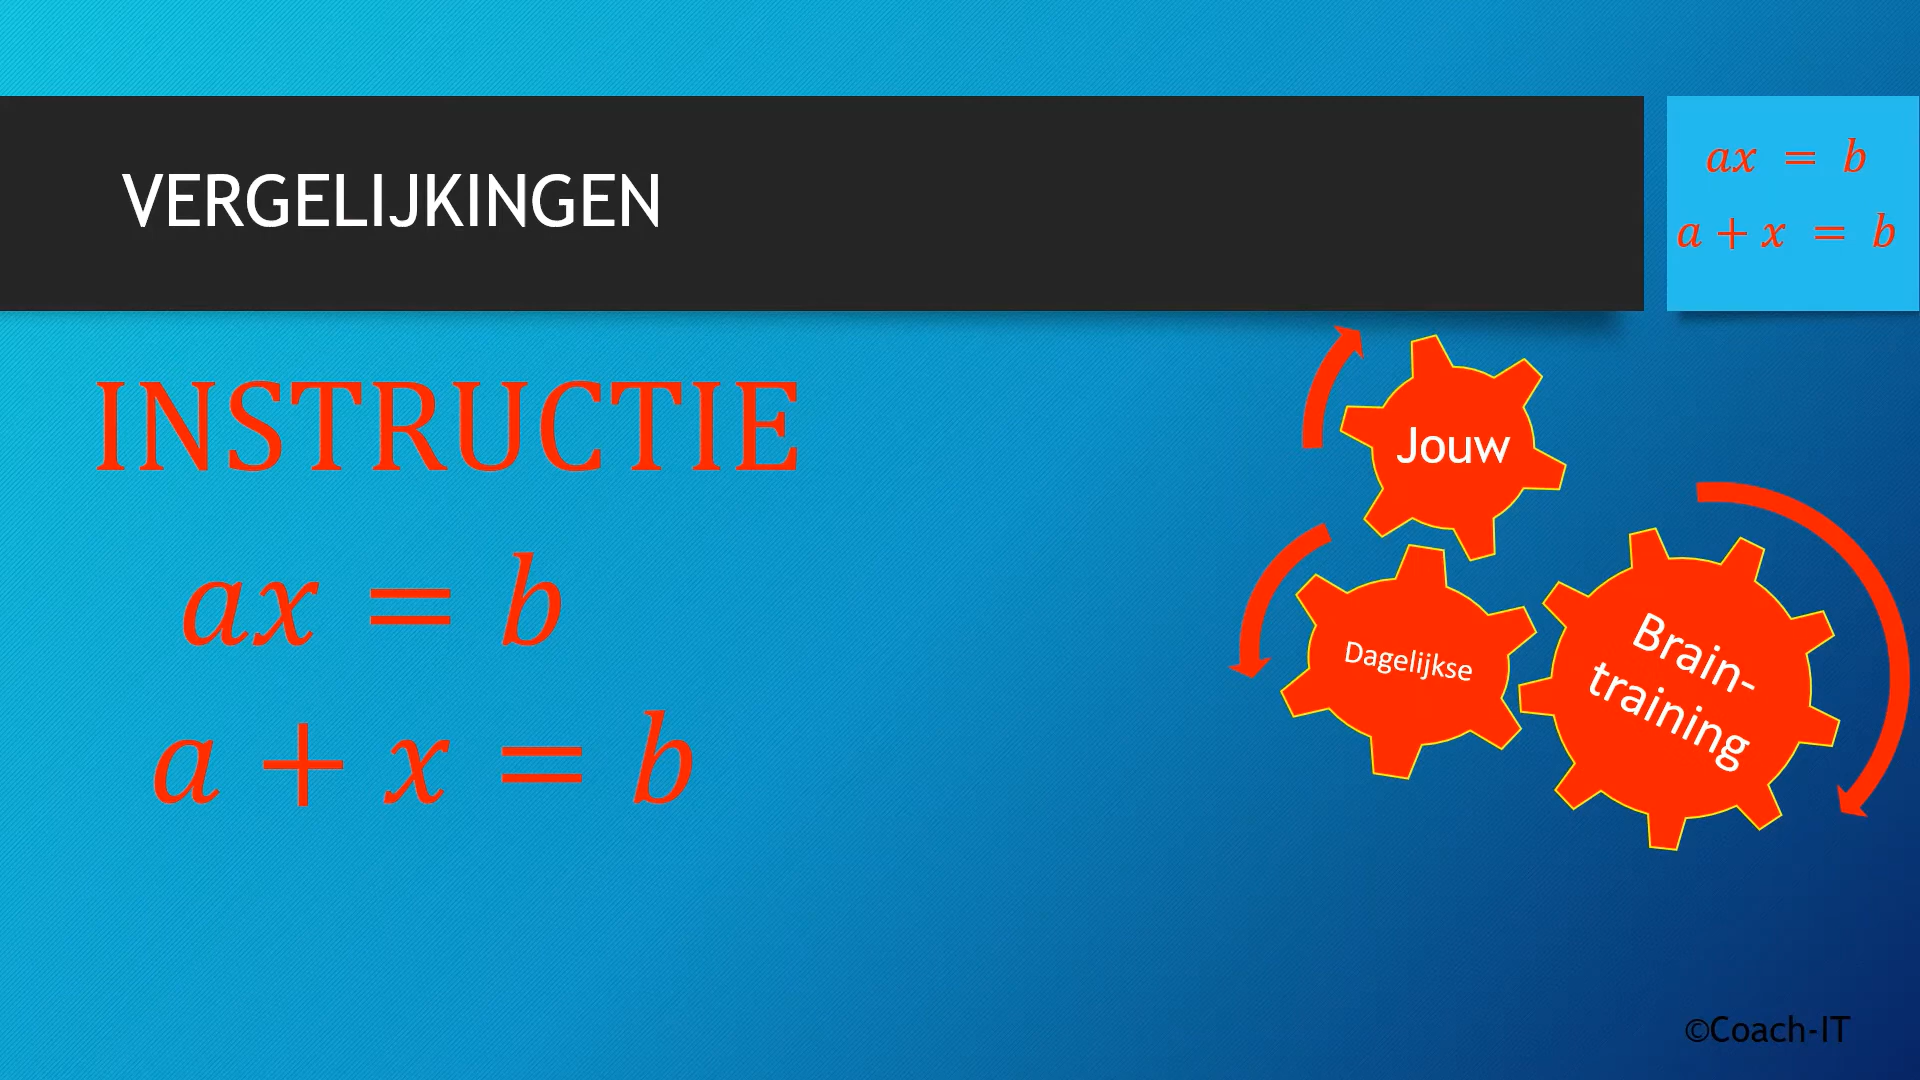 VERGELIJKINGEN
ax = b
a + x = b
INSTRUCTIE
ax = b
a + x = b
Jouw
Dagelijkse
Brain-
training
©Coach-IT